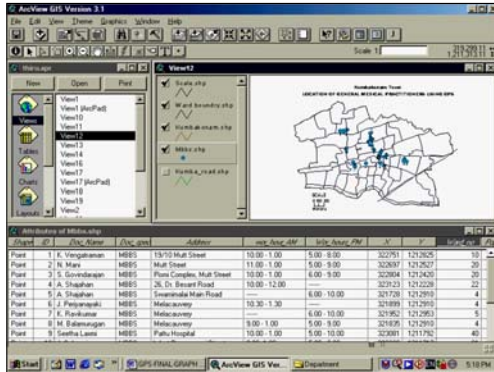 ArcView GIS Version 3.1
File Edit View Theme Graphics Window Help
Scale 1:
View12
New Open Print
Views
Tables
Charts
Layouts
View1
View1 (ArcPad)
View10
View11
View12
View13
View14
View16
View17
View17 (ArcPad)
View18
View19
View2
Scale.shp
Ward boundry.shp
Kumbakonam.shp
Mbbs.shp
Kumba_road.shp
Kumbakonam Town
LOCATION OF GENERAL MEDICAL PRACTITIONERS USING GPS
SCALE
Attributes of Mbbs.shp
Shape ID Doc_Name Doc_spec Address X Y
Point 1 K. Vengatraman MBBS 19/10 Mutt Street 10.00 - 1.00 5.00 - 8.00 322751 1212625 10
Point 2 N. Mani MBBS Mutt Street 11.00 - 1.00 5.00 - 9.00 322697 1212527 20
Point 3 S. Govindarajan MBBS Complex, Mutt Street 10.00 - 1.00 6.00 - 9.00 322804 1212420 20
Point 4 A. Shajahan MBBS 26, Dr. Besant Road 10.00 - 12.00 ---- 323123 1212228 22
Point 5 A. Shajahan MBBS Swamimalai Main Road ---- 6.00 - 10.00 321728 1212910 4
Point 6 J. Periyanayaki MBBS Melacauvery 10.30 - 1.30 ---- 321899 1212910 4
Point 7 K. Ravikumar MBBS Melacauvery ---- 6.00 - 10.00 321952 1212953 5
Point 8 M. Balamurugan MBBS Melacauvery 9.00 - 1.00 5.00 - 9.00 321835 1212910 4
Point 9 Seetha Laxmi MBBS Pathu Hospital 10.00 - 1.00 5.00 - 10.00 323081 1211792 40
Start GPS-FINAL-GRAPH ArcView GIS Ver... Department 5:18 PM